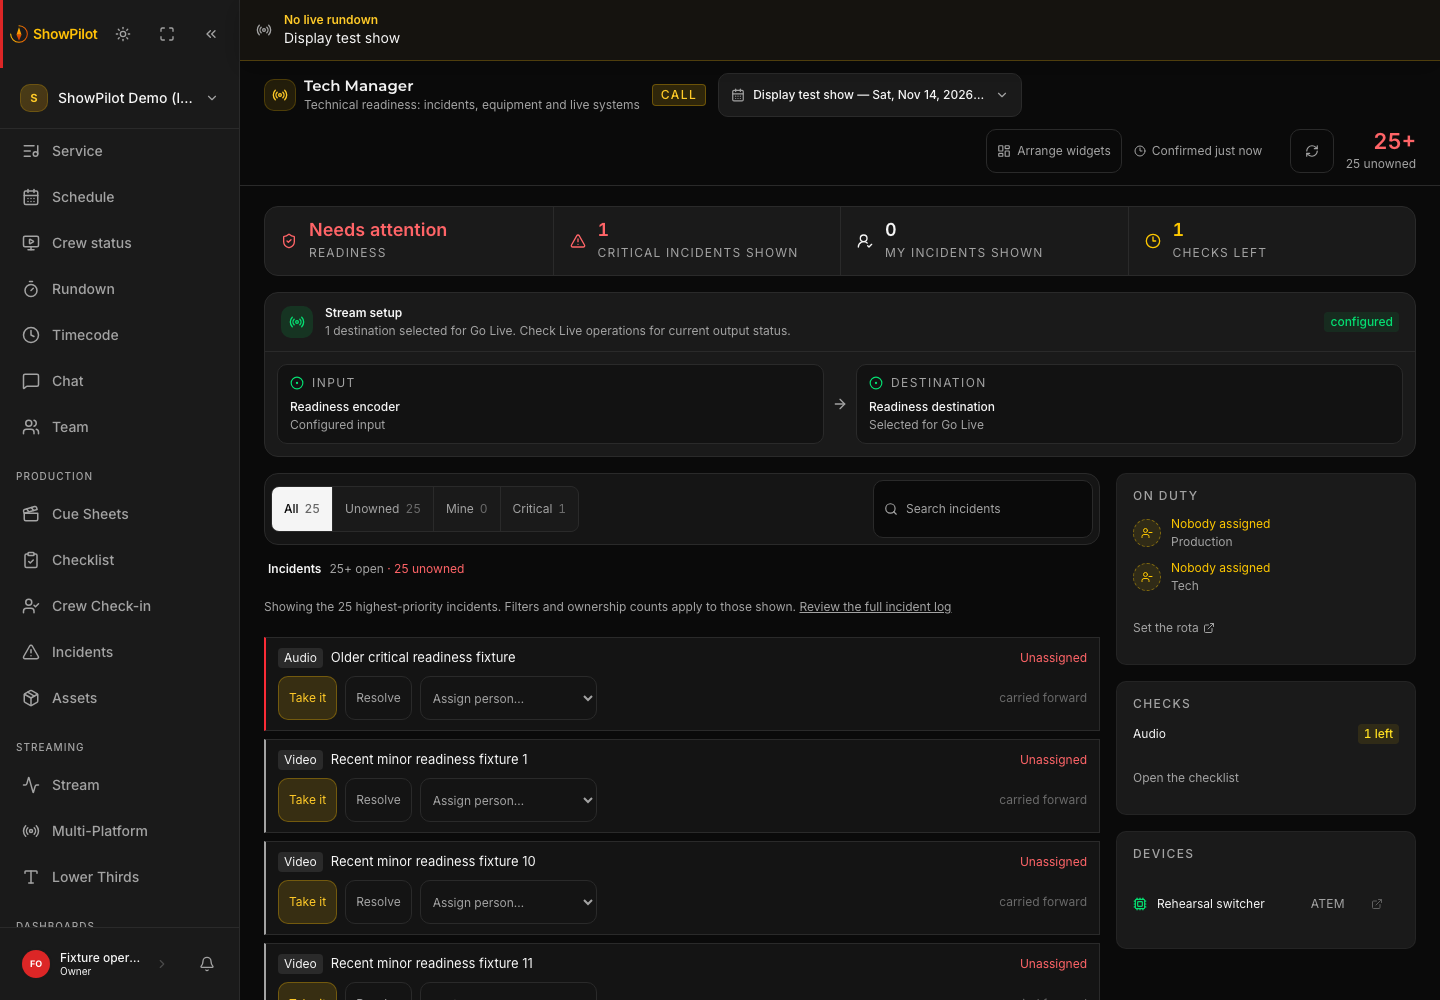 ShowPilot
S
ShowPilot Demo (I...
Service
Schedule
Crew status
Rundown
Timecode
Chat
Team
PRODUCTION
Cue Sheets
Checklist
Crew Check-in
Incidents
Assets
STREAMING
Stream
Multi-Platform
Lower Thirds
DASHBOARDS
FO
Fixture oper...
Owner
No live rundown
Display test show
Tech Manager
Technical readiness: incidents, equipment and live systems
CALL
Display test show — Sat, Nov 14, 2026...
Arrange widgets
Confirmed just now
25+
25 unowned
Needs attention
READINESS
1
CRITICAL INCIDENTS SHOWN
0
MY INCIDENTS SHOWN
1
CHECKS LEFT
Stream setup
1 destination selected for Go Live. Check Live operations for current output status.
configured
INPUT
Readiness encoder
Configured input
DESTINATION
Readiness destination
Selected for Go Live
All 25
Unowned 25
Mine 0
Critical 1
Search incidents
Incidents 25+ open · 25 unowned
Showing the 25 highest-priority incidents. Filters and ownership counts apply to those shown. Review the full incident log
Audio Older critical readiness fixture Unassigned
Take it Resolve Assign person... carried forward
Video Recent minor readiness fixture 1 Unassigned
Take it Resolve Assign person... carried forward
Video Recent minor readiness fixture 10 Unassigned
Take it Resolve Assign person... carried forward
Video Recent minor readiness fixture 11 Unassigned
ON DUTY
Nobody assigned
Production
Nobody assigned
Tech
Set the rota
CHECKS
Audio 1 left
Open the checklist
DEVICES
Rehearsal switcher ATEM